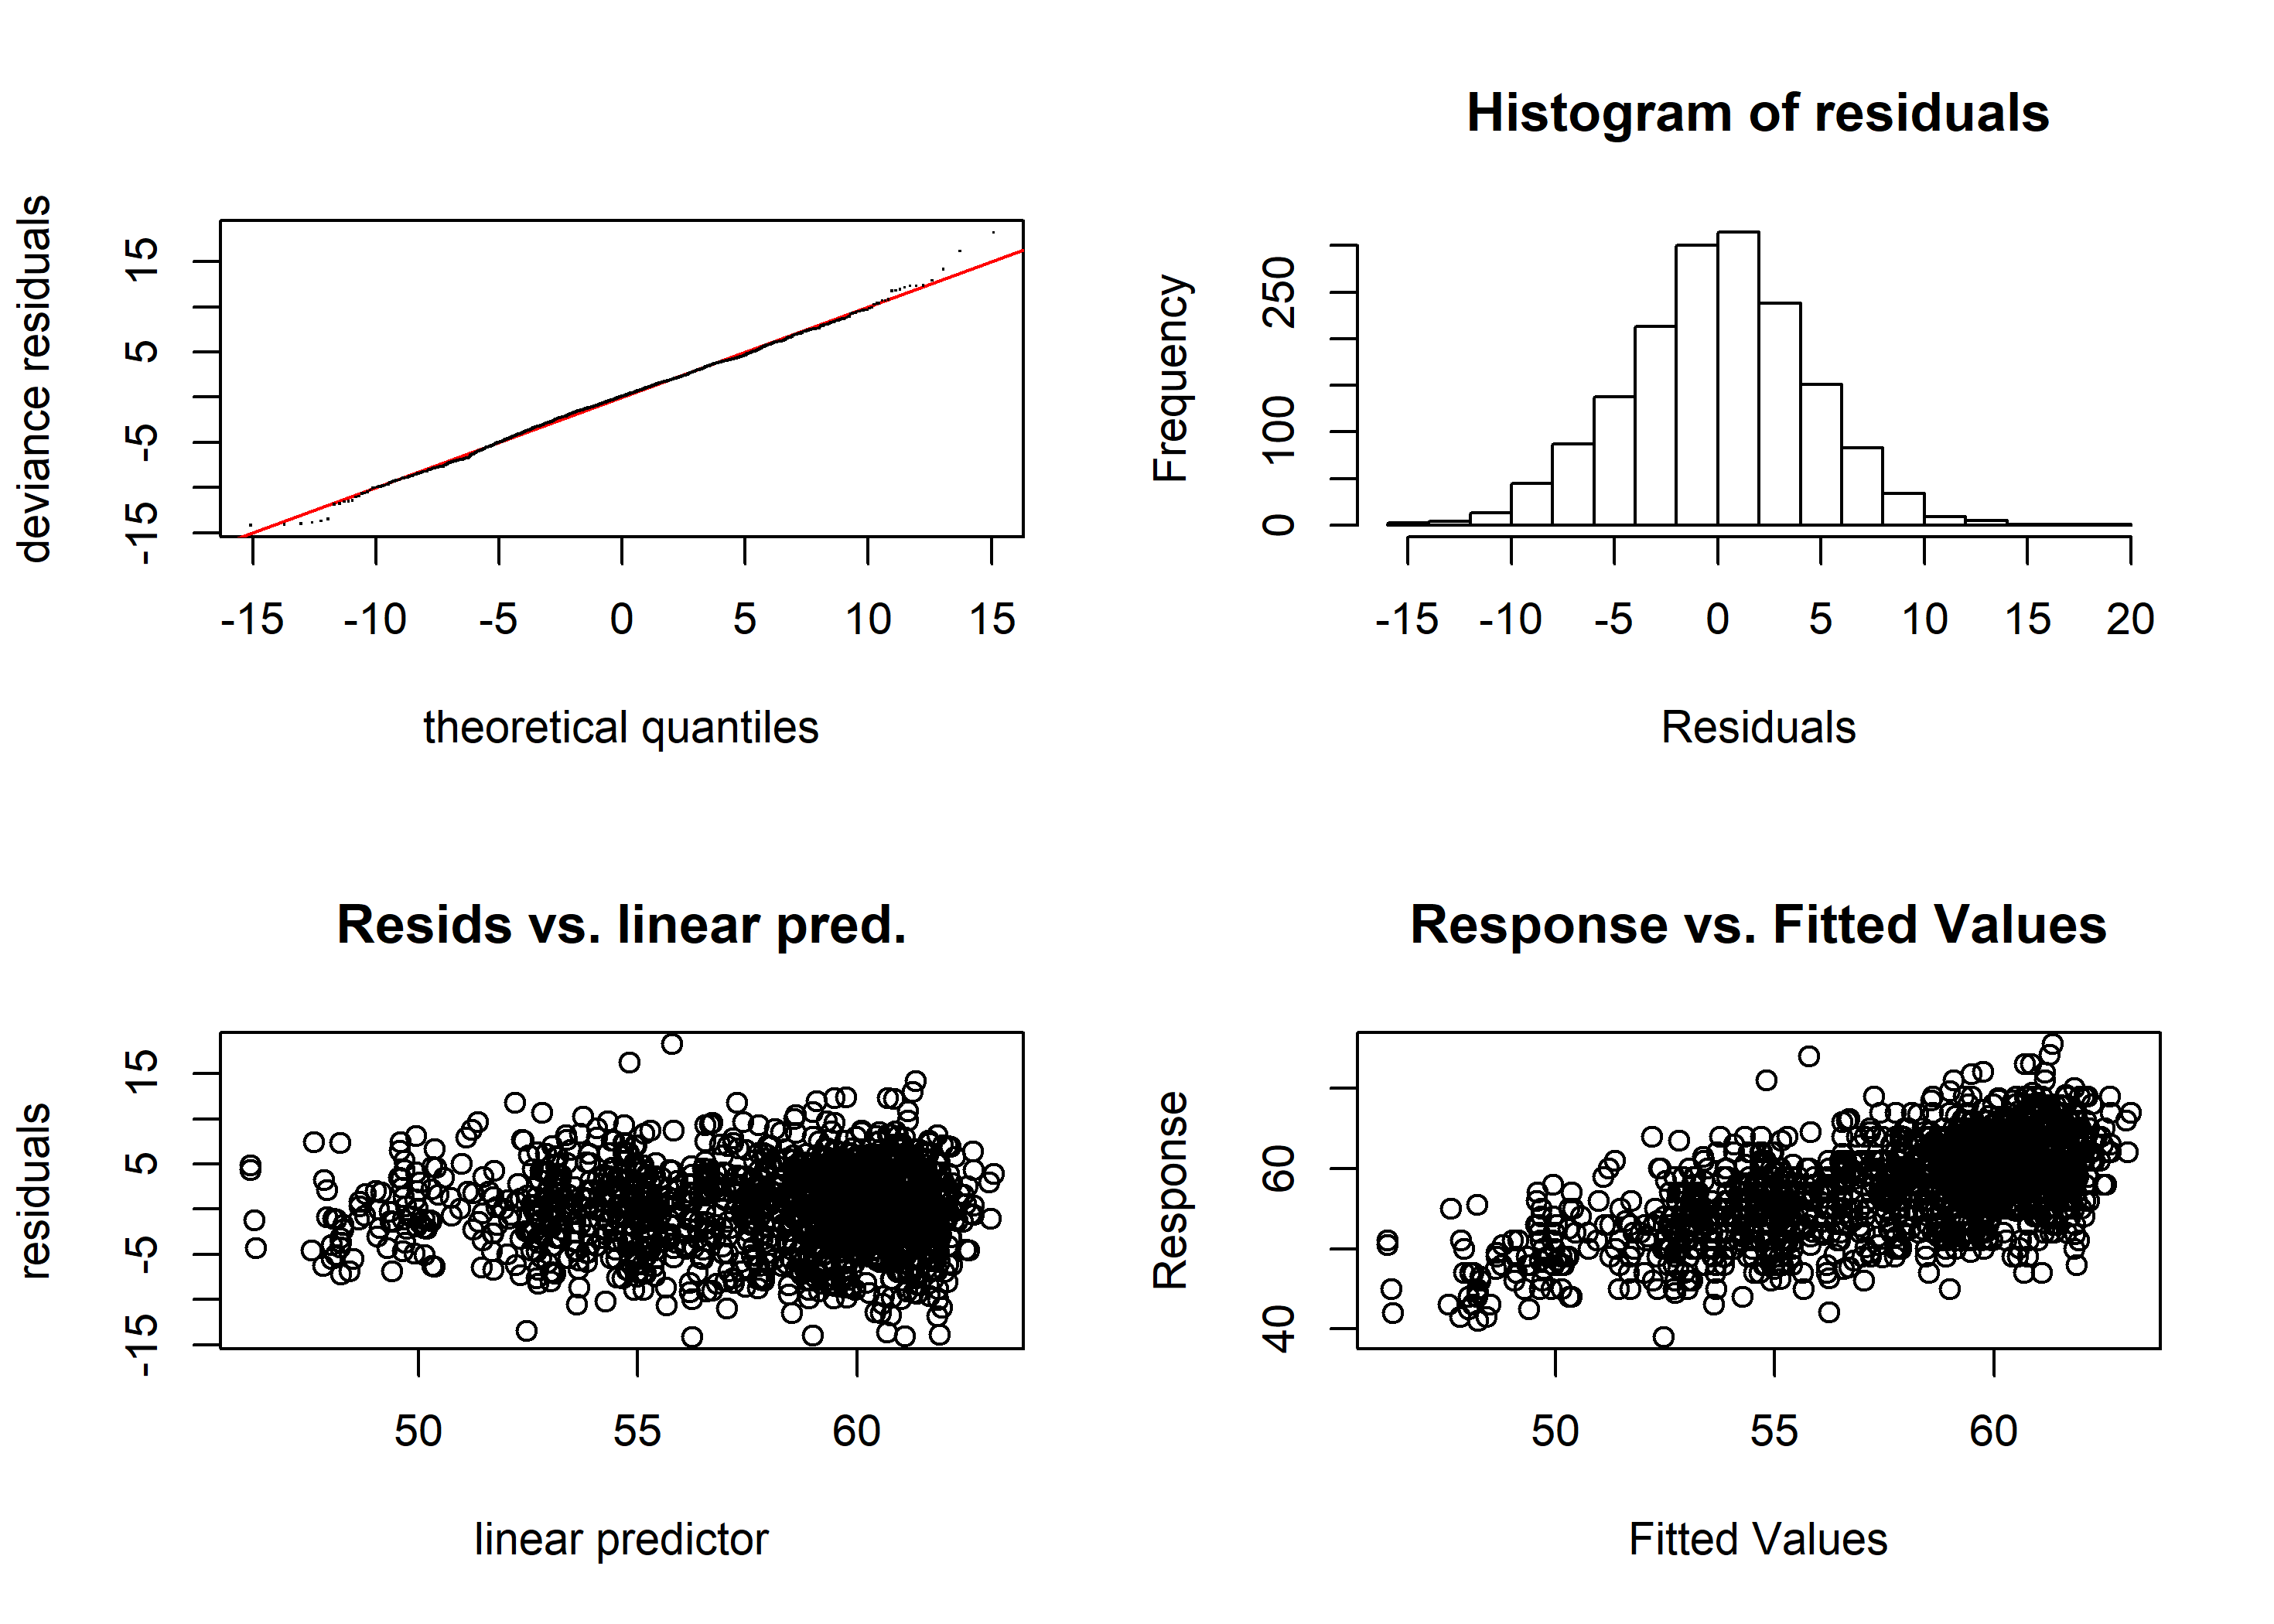 deviance residuals
15
5
-5
-15
-15 -10 -5 0 5 10 15
theoretical quantiles
Histogram of residuals
Frequency
250
100
0
-15 -10 -5 0 5 10 15 20
Residuals
Resids vs. linear pred.
residuals
15
5
-5
-15
50 55 60
linear predictor
Response vs. Fitted Values
Response
60
40
50 55 60
Fitted Values